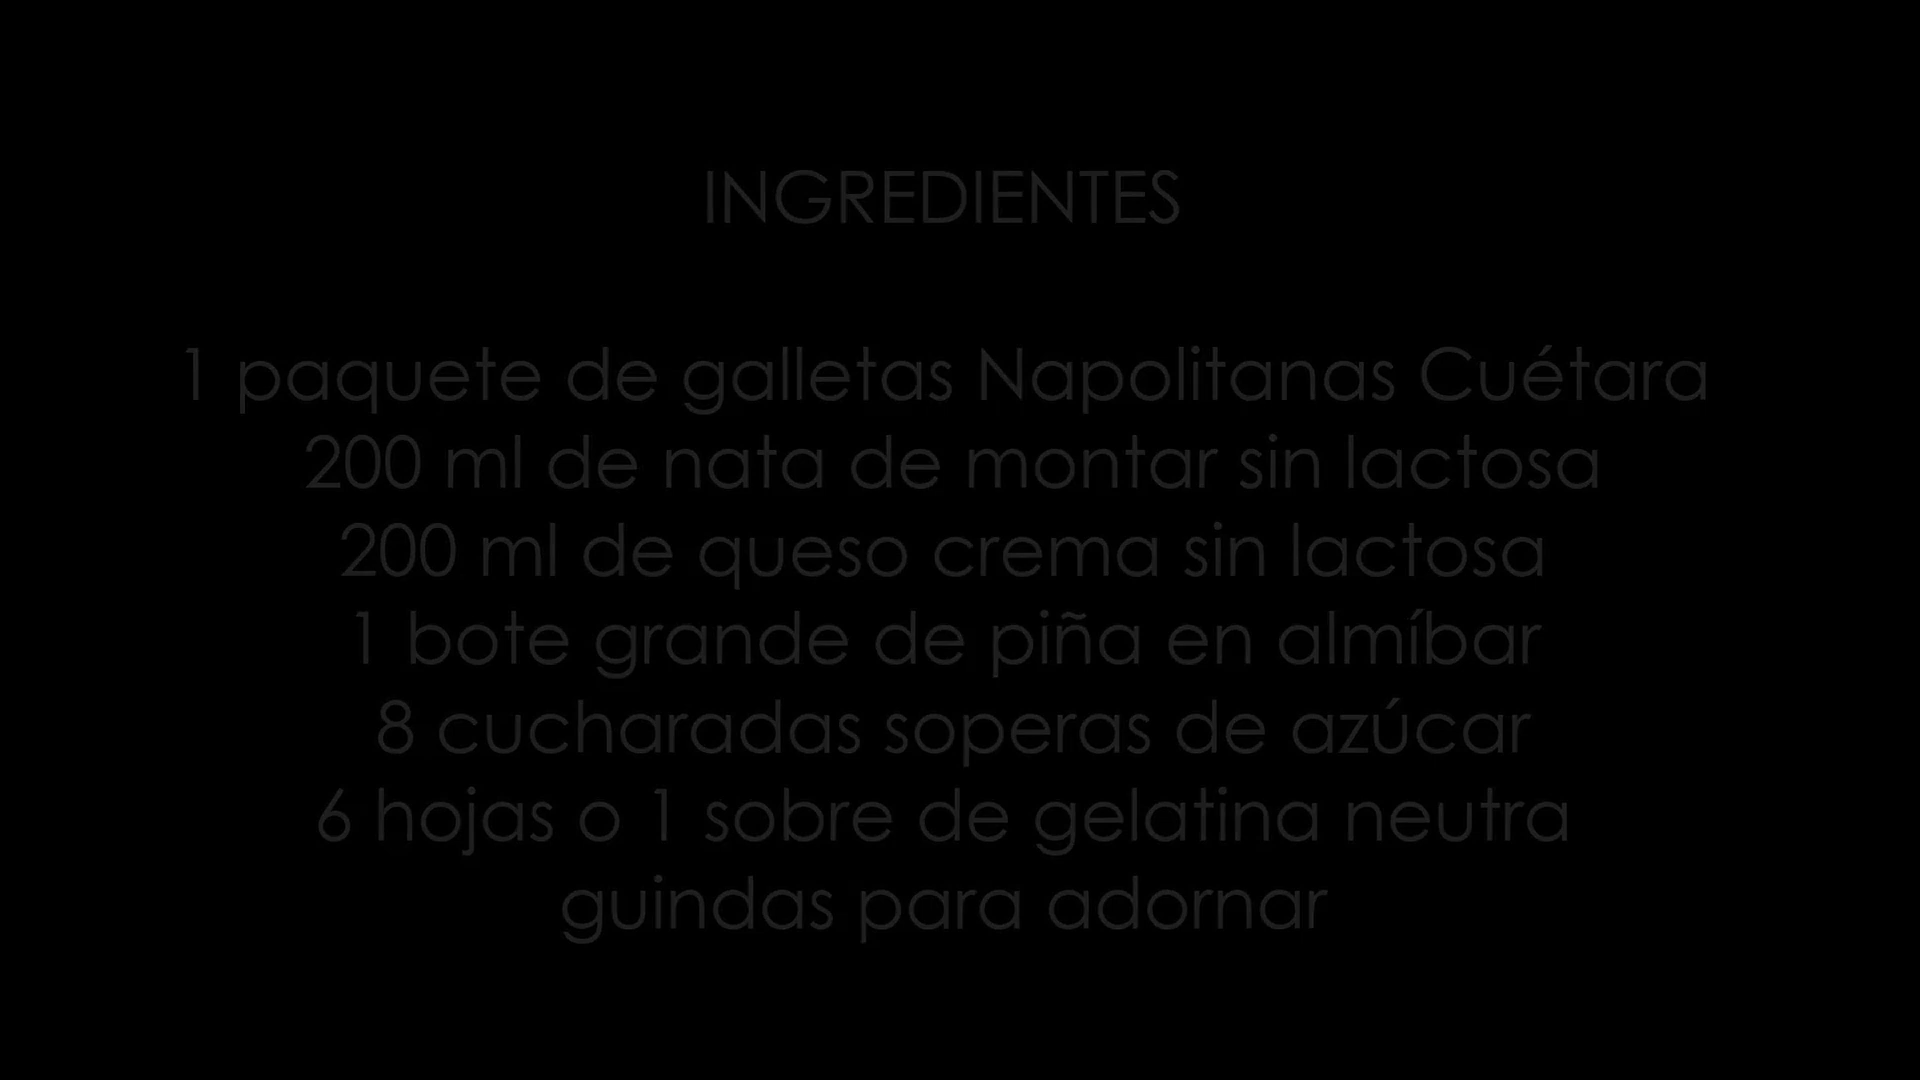 INGREDIENTES
1 paquete de galletas Napolitanas Cuétara
200 ml de nata de montar sin lactosa
200 ml de queso crema sin lactosa
1 bote grande de piña en almíbar
8 cucharadas soperas de azúcar
6 hojas o 1 sobre de gelatina neutra
guindas para adornar